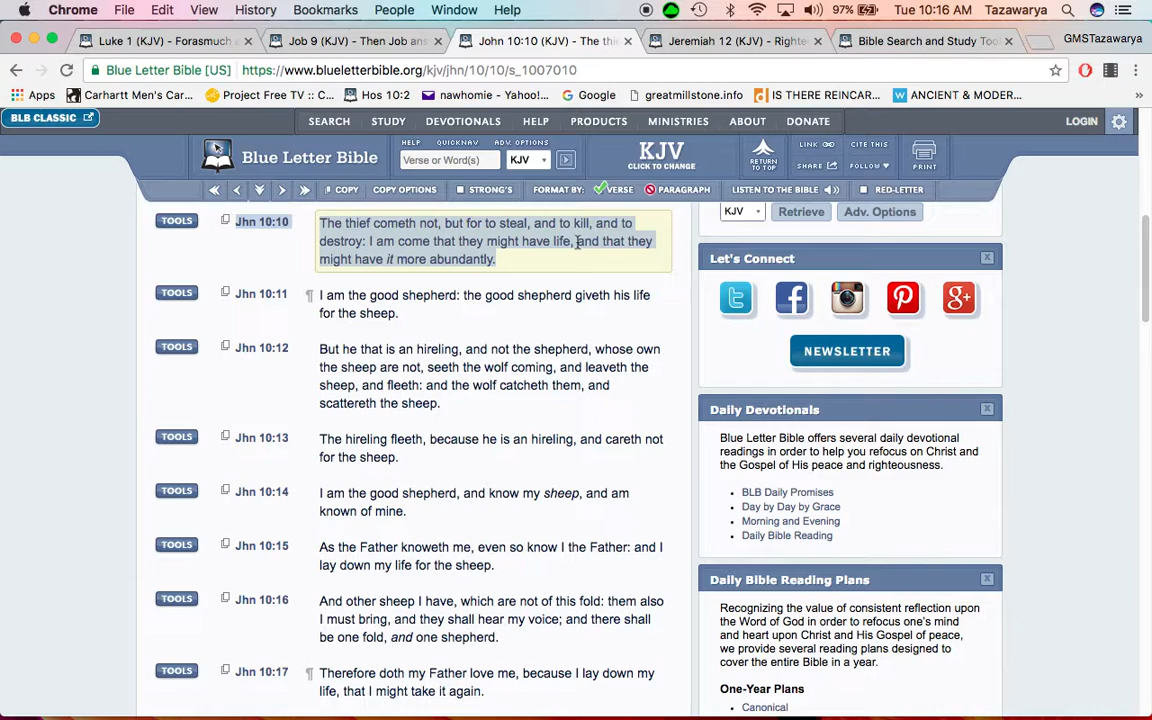 Chrome File Edit View History Bookmarks People Window Help 97% Tue 10:16 AM Tazawarya
Luke 1 (KJV) - Forasmuch a × Job 9 (KJV) - Then Job ans × John 10:10 (KJV) - The thie × Jeremiah 12 (KJV) - Righte × Bible Search and Study Too × GMSTazawarya
Blue Letter Bible [US] https://www.blueletterbible.org/kjv/jhn/10/10/s_1007010
Apps Carhartt Men's Car... Project Free TV :: C... Hos 10:2 nawhomie - Yahoo!... Google greatmillstone.info IS THERE REINCAR... ANCIENT & MODER... »
BLB CLASSIC SEARCH STUDY DEVOTIONALS HELP PRODUCTS MINISTRIES ABOUT DONATE LOGIN
Blue Letter Bible
HELP QUICKNAV ADV. OPTIONS
Verse or Word(s) KJV
KJV
CLICK TO CHANGE
RETURN
TO TOP
LINK CITE THIS
SHARE FOLLOW
PRINT
COPY COPY OPTIONS STRONG'S FORMAT BY: VERSE PARAGRAPH LISTEN TO THE BIBLE RED-LETTER
TOOLS Jhn 10:10 The thief cometh not, but for to steal, and to kill, and to
destroy: I am come that they might have life, and that they
might have it more abundantly.
TOOLS Jhn 10:11 ¶ I am the good shepherd: the good shepherd giveth his life
for the sheep.
TOOLS Jhn 10:12 But he that is an hireling, and not the shepherd, whose own
the sheep are not, seeth the wolf coming, and leaveth the
sheep, and fleeth: and the wolf catcheth them, and
scattereth the sheep.
TOOLS Jhn 10:13 The hireling fleeth, because he is an hireling, and careth not
for the sheep.
TOOLS Jhn 10:14 I am the good shepherd, and know my sheep, and am
known of mine.
TOOLS Jhn 10:15 As the Father knoweth me, even so know I the Father: and I
lay down my life for the sheep.
TOOLS Jhn 10:16 And other sheep I have, which are not of this fold: them also
I must bring, and they shall hear my voice; and there shall
be one fold, and one shepherd.
TOOLS Jhn 10:17 ¶ Therefore doth my Father love me, because I lay down my
life, that I might take it again.
KJV Retrieve Adv. Options
Let's Connect
NEWSLETTER
Daily Devotionals
Blue Letter Bible offers several daily devotional
readings in order to help you refocus on Christ and
the Gospel of His peace and righteousness.
• BLB Daily Promises
• Day by Day by Grace
• Morning and Evening
• Daily Bible Reading
Daily Bible Reading Plans
Recognizing the value of consistent reflection upon
the Word of God in order to refocus one's mind
and heart upon Christ and His Gospel of peace,
we provide several reading plans designed to
cover the entire Bible in a year.
One-Year Plans
• Canonical